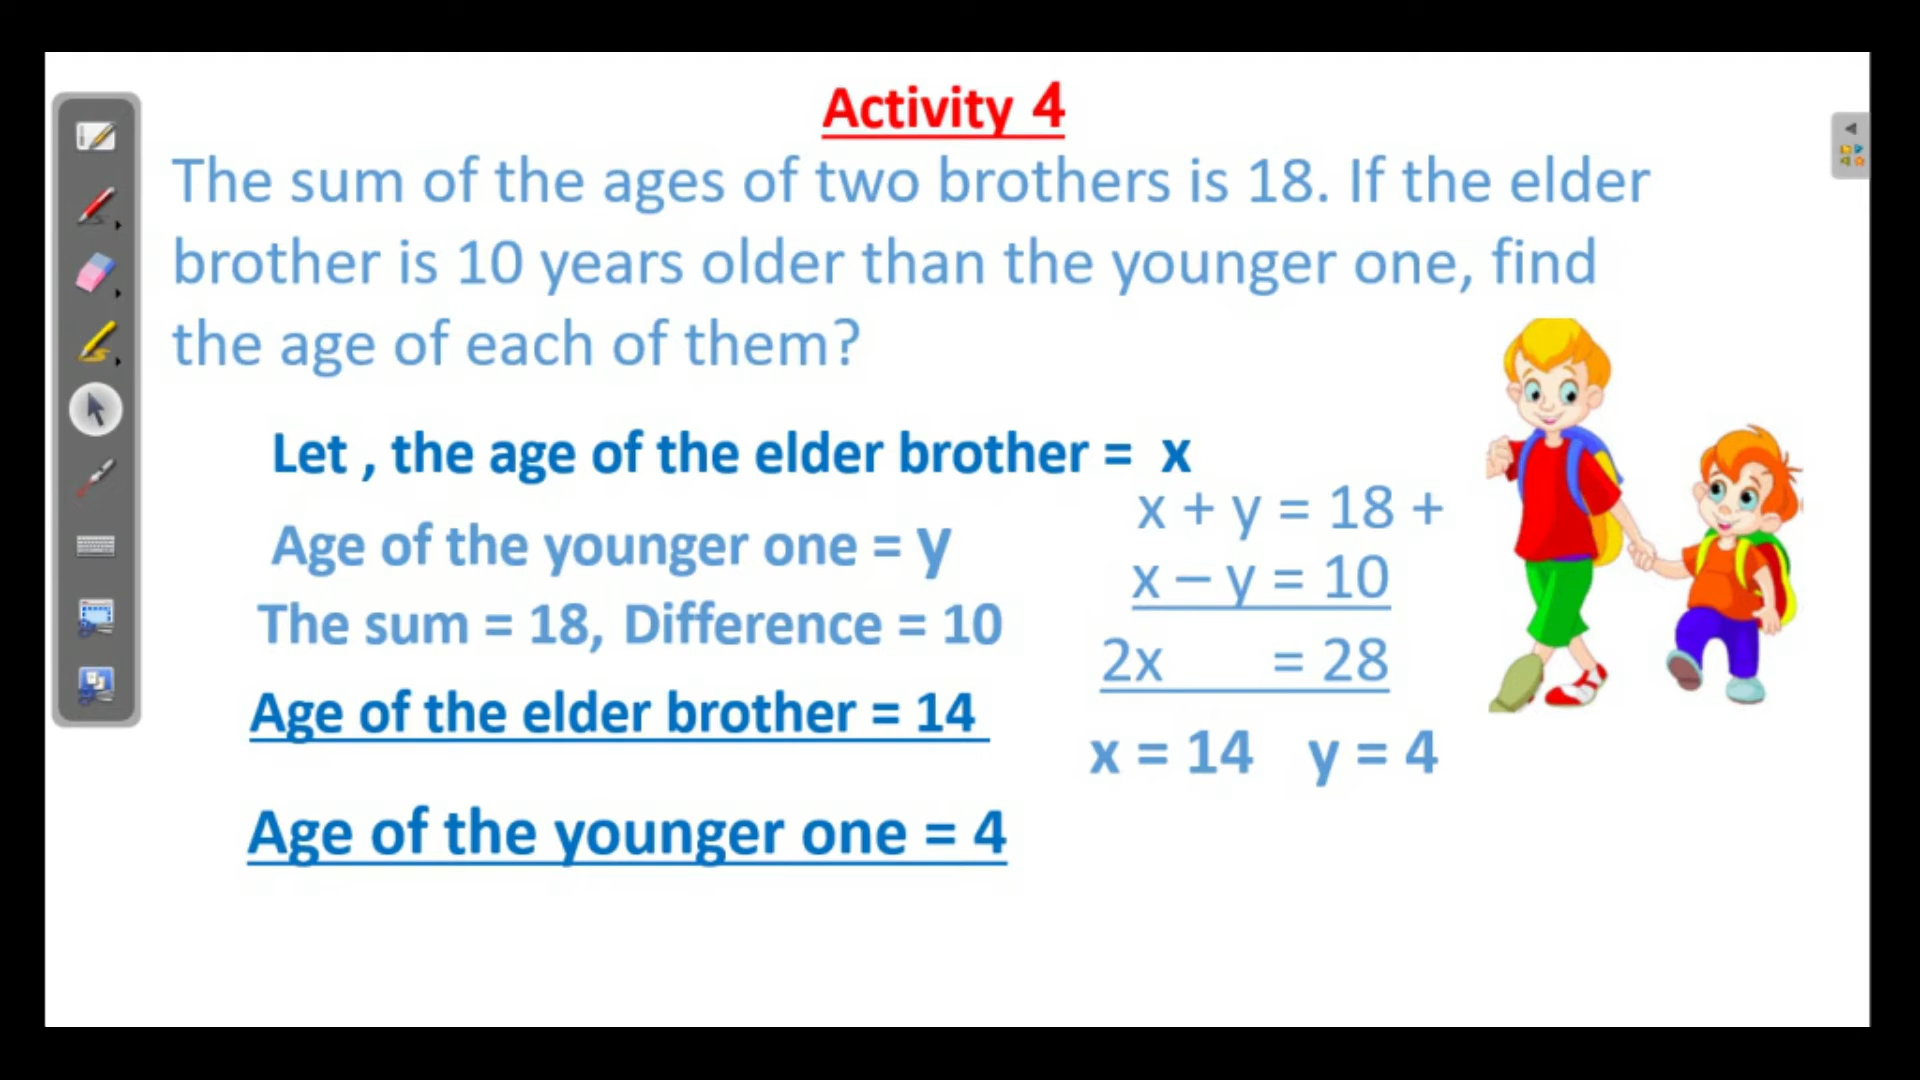 Activity 4
The sum of the ages of two brothers is 18. If the elder
brother is 10 years older than the younger one, find
the age of each of them?
Let , the age of the elder brother = x
Age of the younger one = y
The sum = 18, Difference = 10
Age of the elder brother = 14
Age of the younger one = 4
x + y = 18 +
x – y = 10
2x = 28
x = 14 y = 4